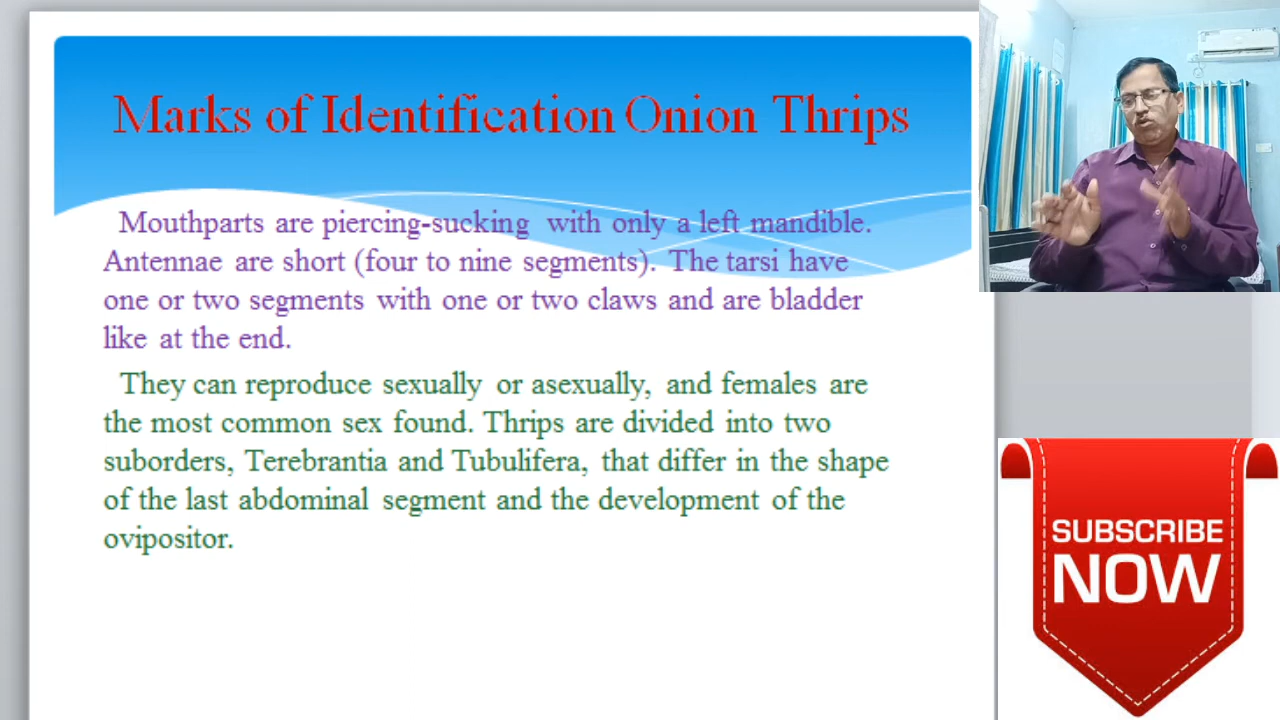 Marks of Identification Onion Thrips
Mouthparts are piercing-sucking with only a left mandible.
Antennae are short (four to nine segments). The tarsi have
one or two segments with one or two claws and are bladder
like at the end.
They can reproduce sexually or asexually, and females are
the most common sex found. Thrips are divided into two
suborders, Terebrantia and Tubulifera, that differ in the shape
of the last abdominal segment and the development of the
ovipositor.
SUBSCRIBE
NOW